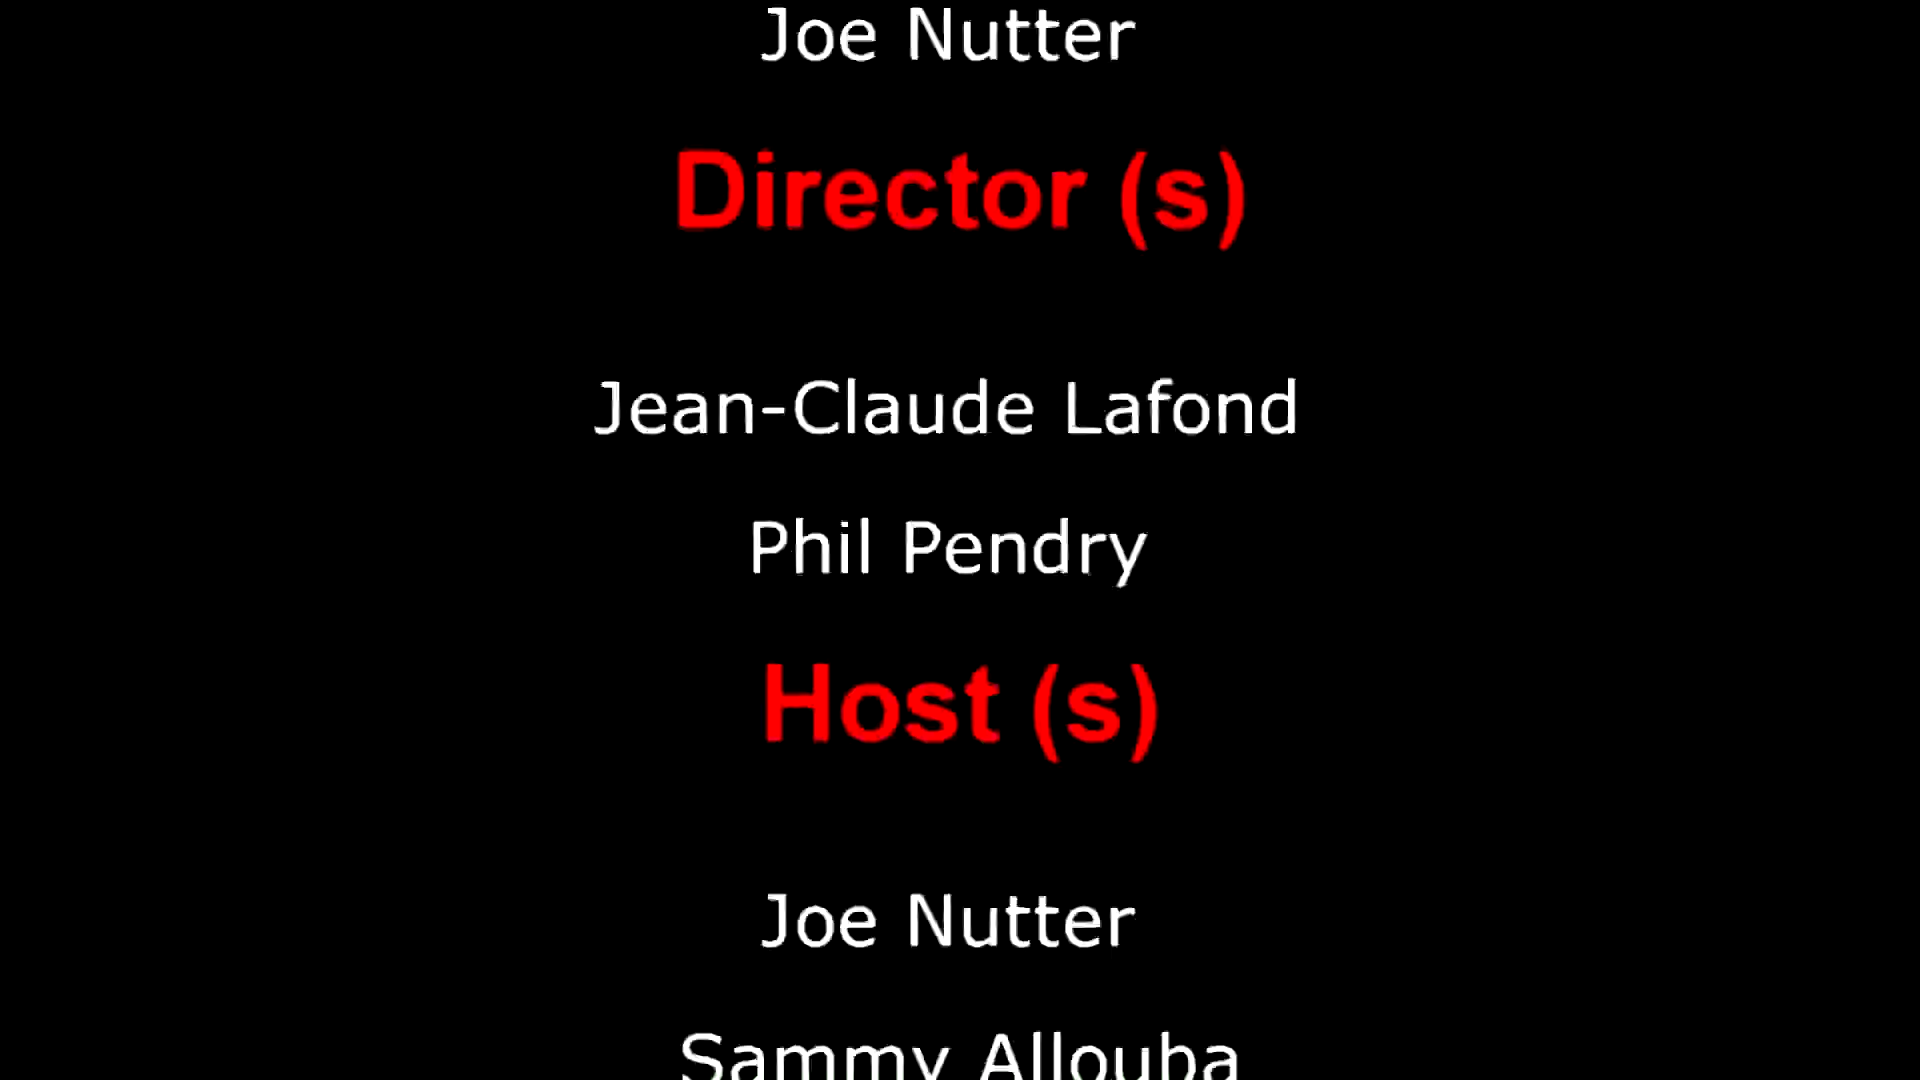 Joe Nutter
Director (s)
Jean-Claude Lafond
Phil Pendry
Host (s)
Joe Nutter
Sammy Allouba